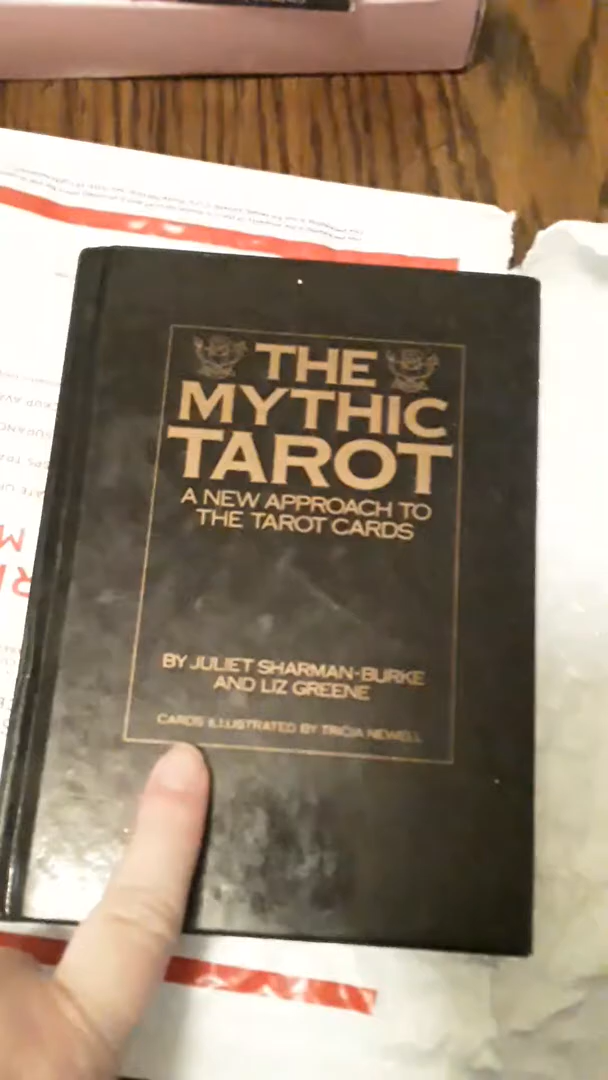 THE
MYTHIC
TAROT
A NEW APPROACH TO
THE TAROT CARDS
BY JULIET SHARMAN-BURKE
AND LIZ GREENE
CARDS ILLUSTRATED BY TRICIA NEWELL